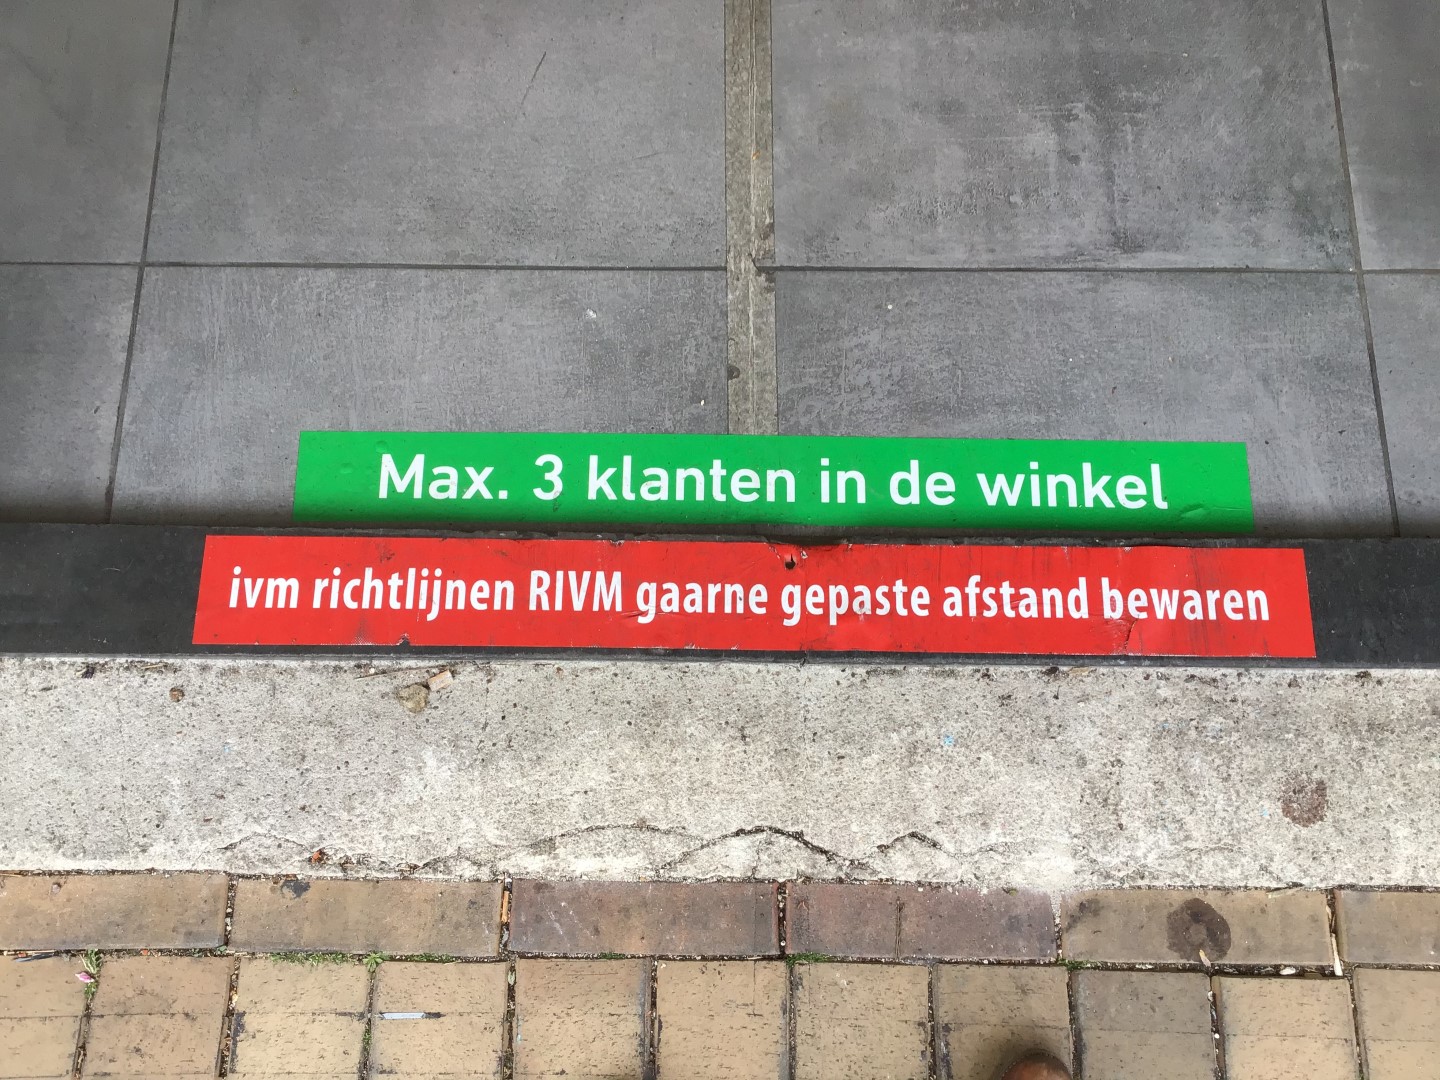 Max. 3 klanten in de winkel
ivm richtlijnen RIVM gaarne gepaste afstand bewaren